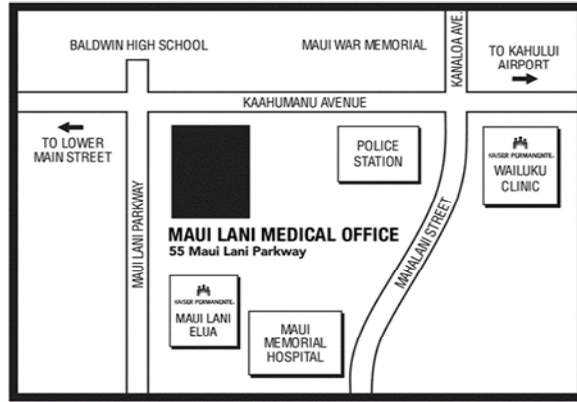 BALDWIN HIGH SCHOOL
MAUI WAR MEMORIAL
KANALOA AVE.
TO KAHULUI
AIRPORT
KAAHUMANU AVENUE
TO LOWER
MAIN STREET
POLICE
STATION
KAISER PERMANENTE.
WAILUKU
CLINIC
MAUI LANI PARKWAY
MAUI LANI MEDICAL OFFICE
55 Maui Lani Parkway
MAHALANI STREET
KAISER PERMANENTE.
MAUI LANI
ELUA
MAUI
MEMORIAL
HOSPITAL